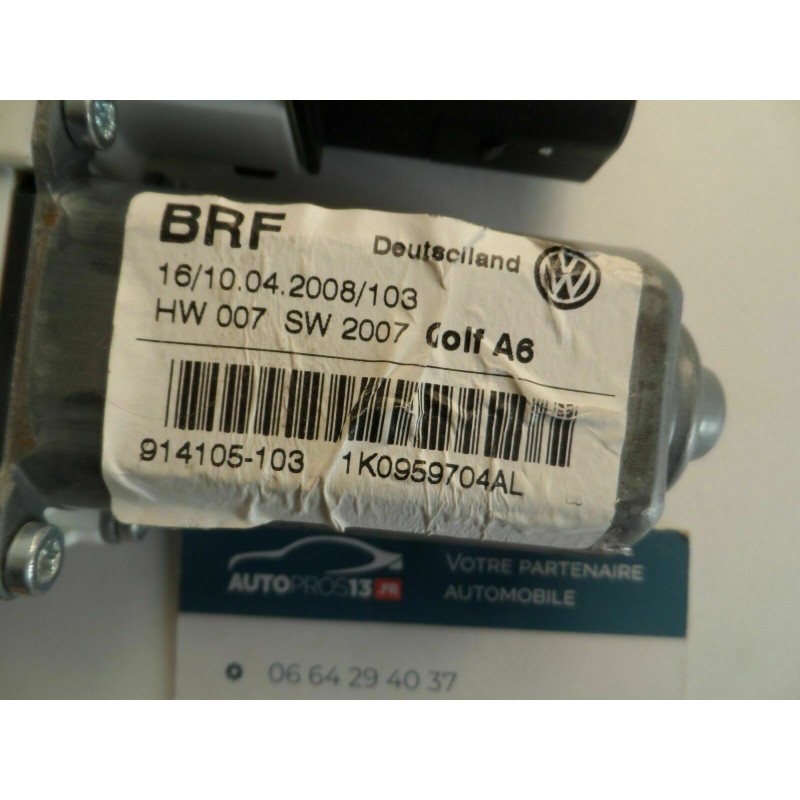 BRF
Deutsciland
16/10.04.2008/103
HW 007 SW 2007 Golf A6
914105-103 1K0959704AL
AUTOPROS13.FR
VOTRE PARTENAIRE
AUTOMOBILE
06 64 29 40 37